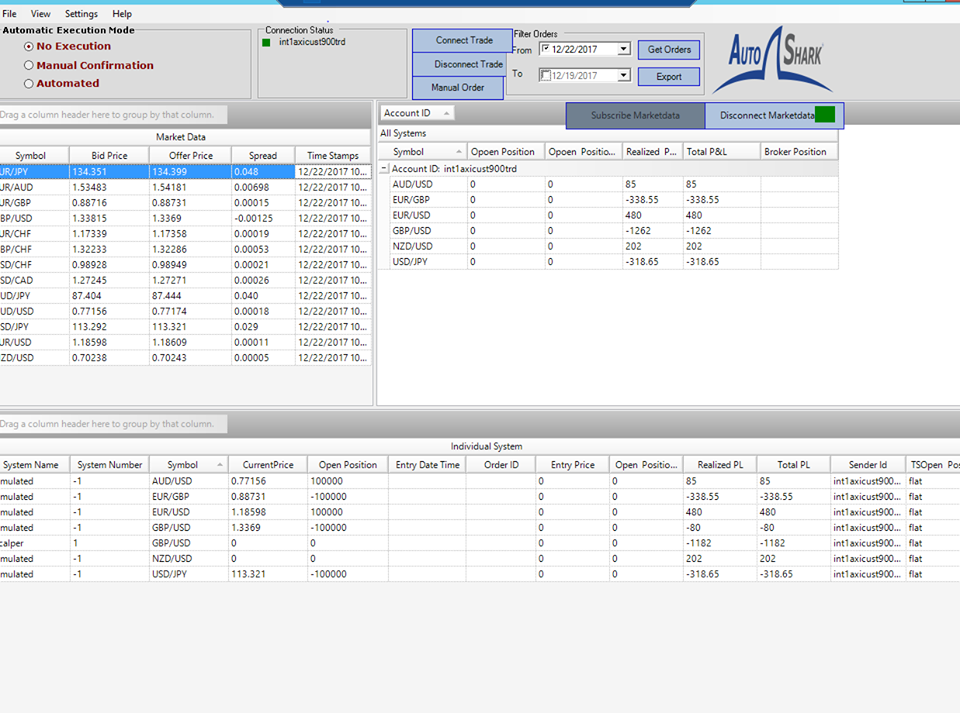 File View Settings Help
Automatic Execution Mode
No Execution
Manual Confirmation
Automated
Connection Status
int1axicust900trd
Connect Trade
Disconnect Trade
Manual Order
Filter Orders
From 12/22/2017 Get Orders
To 12/19/2017 Export
AUTO SHARK
Drag a column header here to group by that column.
Market Data
Symbol Bid Price Offer Price Spread Time Stamps
UR/JPY 134.351 134.399 0.048 12/22/2017 10...
UR/AUD 1.53483 1.54181 0.00698 12/22/2017 10...
UR/GBP 0.88716 0.88731 0.00015 12/22/2017 10...
BP/USD 1.33815 1.3369 -0.00125 12/22/2017 10...
UR/CHF 1.17339 1.17358 0.00019 12/22/2017 10...
BP/CHF 1.32233 1.32286 0.00053 12/22/2017 10...
SD/CHF 0.98928 0.98949 0.00021 12/22/2017 10...
SD/CAD 1.27245 1.27271 0.00026 12/22/2017 10...
UD/JPY 87.404 87.444 0.040 12/22/2017 10...
UD/USD 0.77156 0.77174 0.00018 12/22/2017 10...
SD/JPY 113.292 113.321 0.029 12/22/2017 10...
UR/USD 1.18598 1.18609 0.00011 12/22/2017 10...
ZD/USD 0.70238 0.70243 0.00005 12/22/2017 10...
Account ID
Subscribe Marketdata Disconnect Marketdata
All Systems
Symbol Opoen Position Opoen Positio... Realized P... Total P&L Broker Position
Account ID: int1axicust900trd
AUD/USD 0 0 85 85
EUR/GBP 0 0 -338.55 -338.55
EUR/USD 0 0 480 480
GBP/USD 0 0 -1262 -1262
NZD/USD 0 0 202 202
USD/JPY 0 0 -318.65 -318.65
Drag a column header here to group by that column.
Individual System
System Name System Number Symbol CurrentPrice Open Position Entry Date Time Order ID Entry Price Open Positio... Realized PL Total PL Sender Id TSOpen Pos
mulated -1 AUD/USD 0.77156 100000 0 0 85 85 int1axicust900... flat
mulated -1 EUR/GBP 0.88731 -100000 0 0 -338.55 -338.55 int1axicust900... flat
mulated -1 EUR/USD 1.18598 100000 0 0 480 480 int1axicust900... flat
mulated -1 GBP/USD 1.3369 -100000 0 0 -80 -80 int1axicust900... flat
calper 1 GBP/USD 0 0 0 0 -1182 -1182 int1axicust900... flat
mulated -1 NZD/USD 0 0 0 0 202 202 int1axicust900... flat
mulated -1 USD/JPY 113.321 -100000 0 0 -318.65 -318.65 int1axicust900... flat